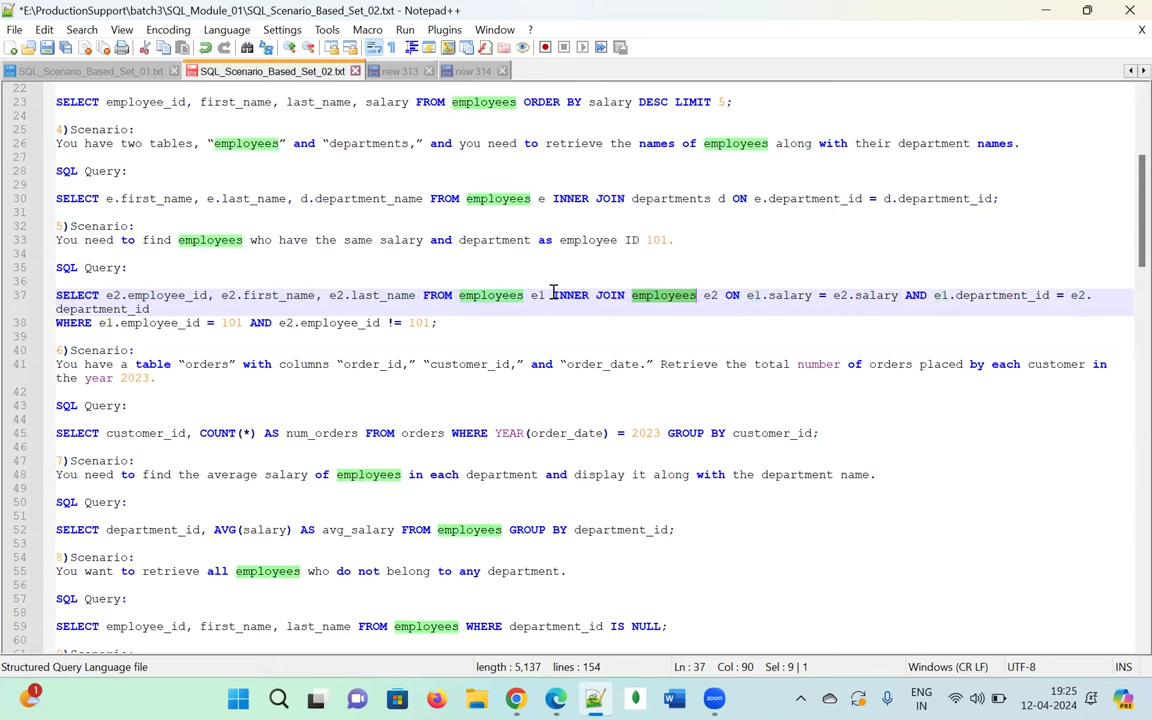 *E:\ProductionSupport\batch3\SQL_Module_01\SQL_Scenario_Based_Set_02.txt - Notepad++
File Edit Search View Encoding Language Settings Tools Macro Run Plugins Window ? X
SQL_Scenario_Based_Set_01.txt SQL_Scenario_Based_Set_02.txt new 313 new 314
22
23 SELECT employee_id, first_name, last_name, salary FROM employees ORDER BY salary DESC LIMIT 5;
24
25 4)Scenario:
26 You have two tables, “employees” and “departments,” and you need to retrieve the names of employees along with their department names.
27
28 SQL Query:
29
30 SELECT e.first_name, e.last_name, d.department_name FROM employees e INNER JOIN departments d ON e.department_id = d.department_id;
31
32 5)Scenario:
33 You need to find employees who have the same salary and department as employee ID 101.
34
35 SQL Query:
36
37 SELECT e2.employee_id, e2.first_name, e2.last_name FROM employees e1 INNER JOIN employees e2 ON e1.salary = e2.salary AND e1.department_id = e2.
department_id
38 WHERE e1.employee_id = 101 AND e2.employee_id != 101;
39
40 6)Scenario:
41 You have a table “orders” with columns “order_id,” “customer_id,” and “order_date.” Retrieve the total number of orders placed by each customer in
the year 2023.
42
43 SQL Query:
44
45 SELECT customer_id, COUNT(*) AS num_orders FROM orders WHERE YEAR(order_date) = 2023 GROUP BY customer_id;
46
47 7)Scenario:
48 You need to find the average salary of employees in each department and display it along with the department name.
49
50 SQL Query:
51
52 SELECT department_id, AVG(salary) AS avg_salary FROM employees GROUP BY department_id;
53
54 8)Scenario:
55 You want to retrieve all employees who do not belong to any department.
56
57 SQL Query:
58
59 SELECT employee_id, first_name, last_name FROM employees WHERE department_id IS NULL;
60
Structured Query Language file length : 5,137 lines : 154 Ln : 37 Col : 90 Sel : 9 | 1 Windows (CR LF) UTF-8 INS
1 W zoom ENG IN 19:25 12-04-2024 PRE